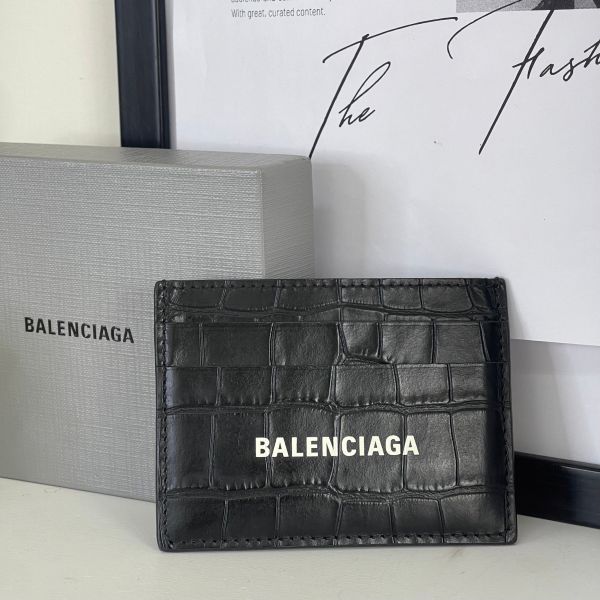 With great, curated content.
The
BALENCIAGA
BALENCIAGA